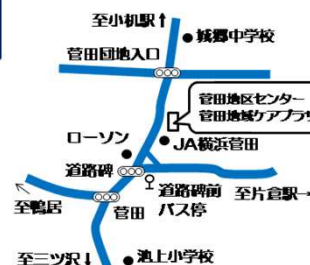 至小机駅↑
城郷中学校
菅田団地入口
菅田地区センター
菅田地域ケアプラザ
ローソン
JA横浜菅田
道路碑
道路碑前
バス停
至片倉駅→
至鴨居
菅田
至三ツ沢↓
池上小学校